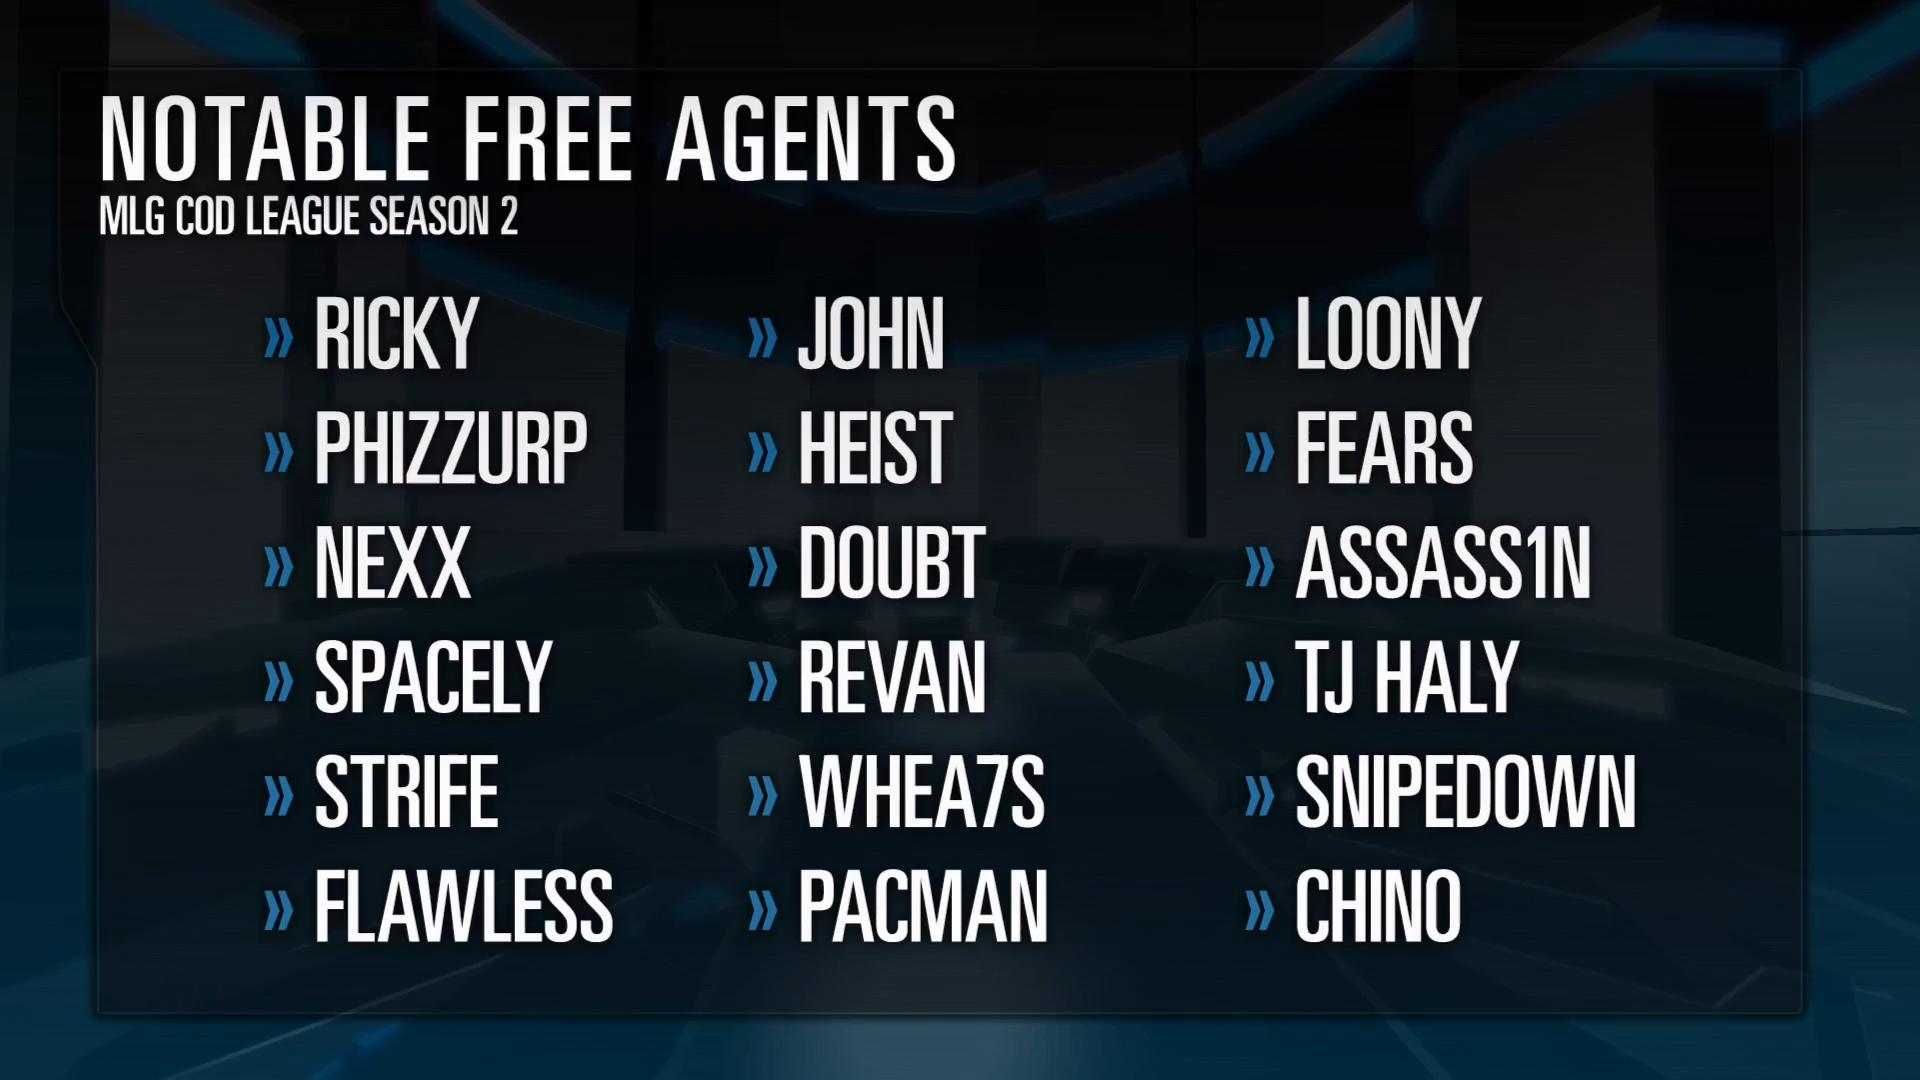 NOTABLE FREE AGENTS
MLG COD LEAGUE SEASON 2
» RICKY
» PHIZZURP
» NEXX
» SPACELY
» STRIFE
» FLAWLESS
» JOHN
» HEIST
» DOUBT
» REVAN
» WHEA7S
» PACMAN
» LOONY
» FEARS
» ASSASS1N
» TJ HALY
» SNIPEDOWN
» CHINO